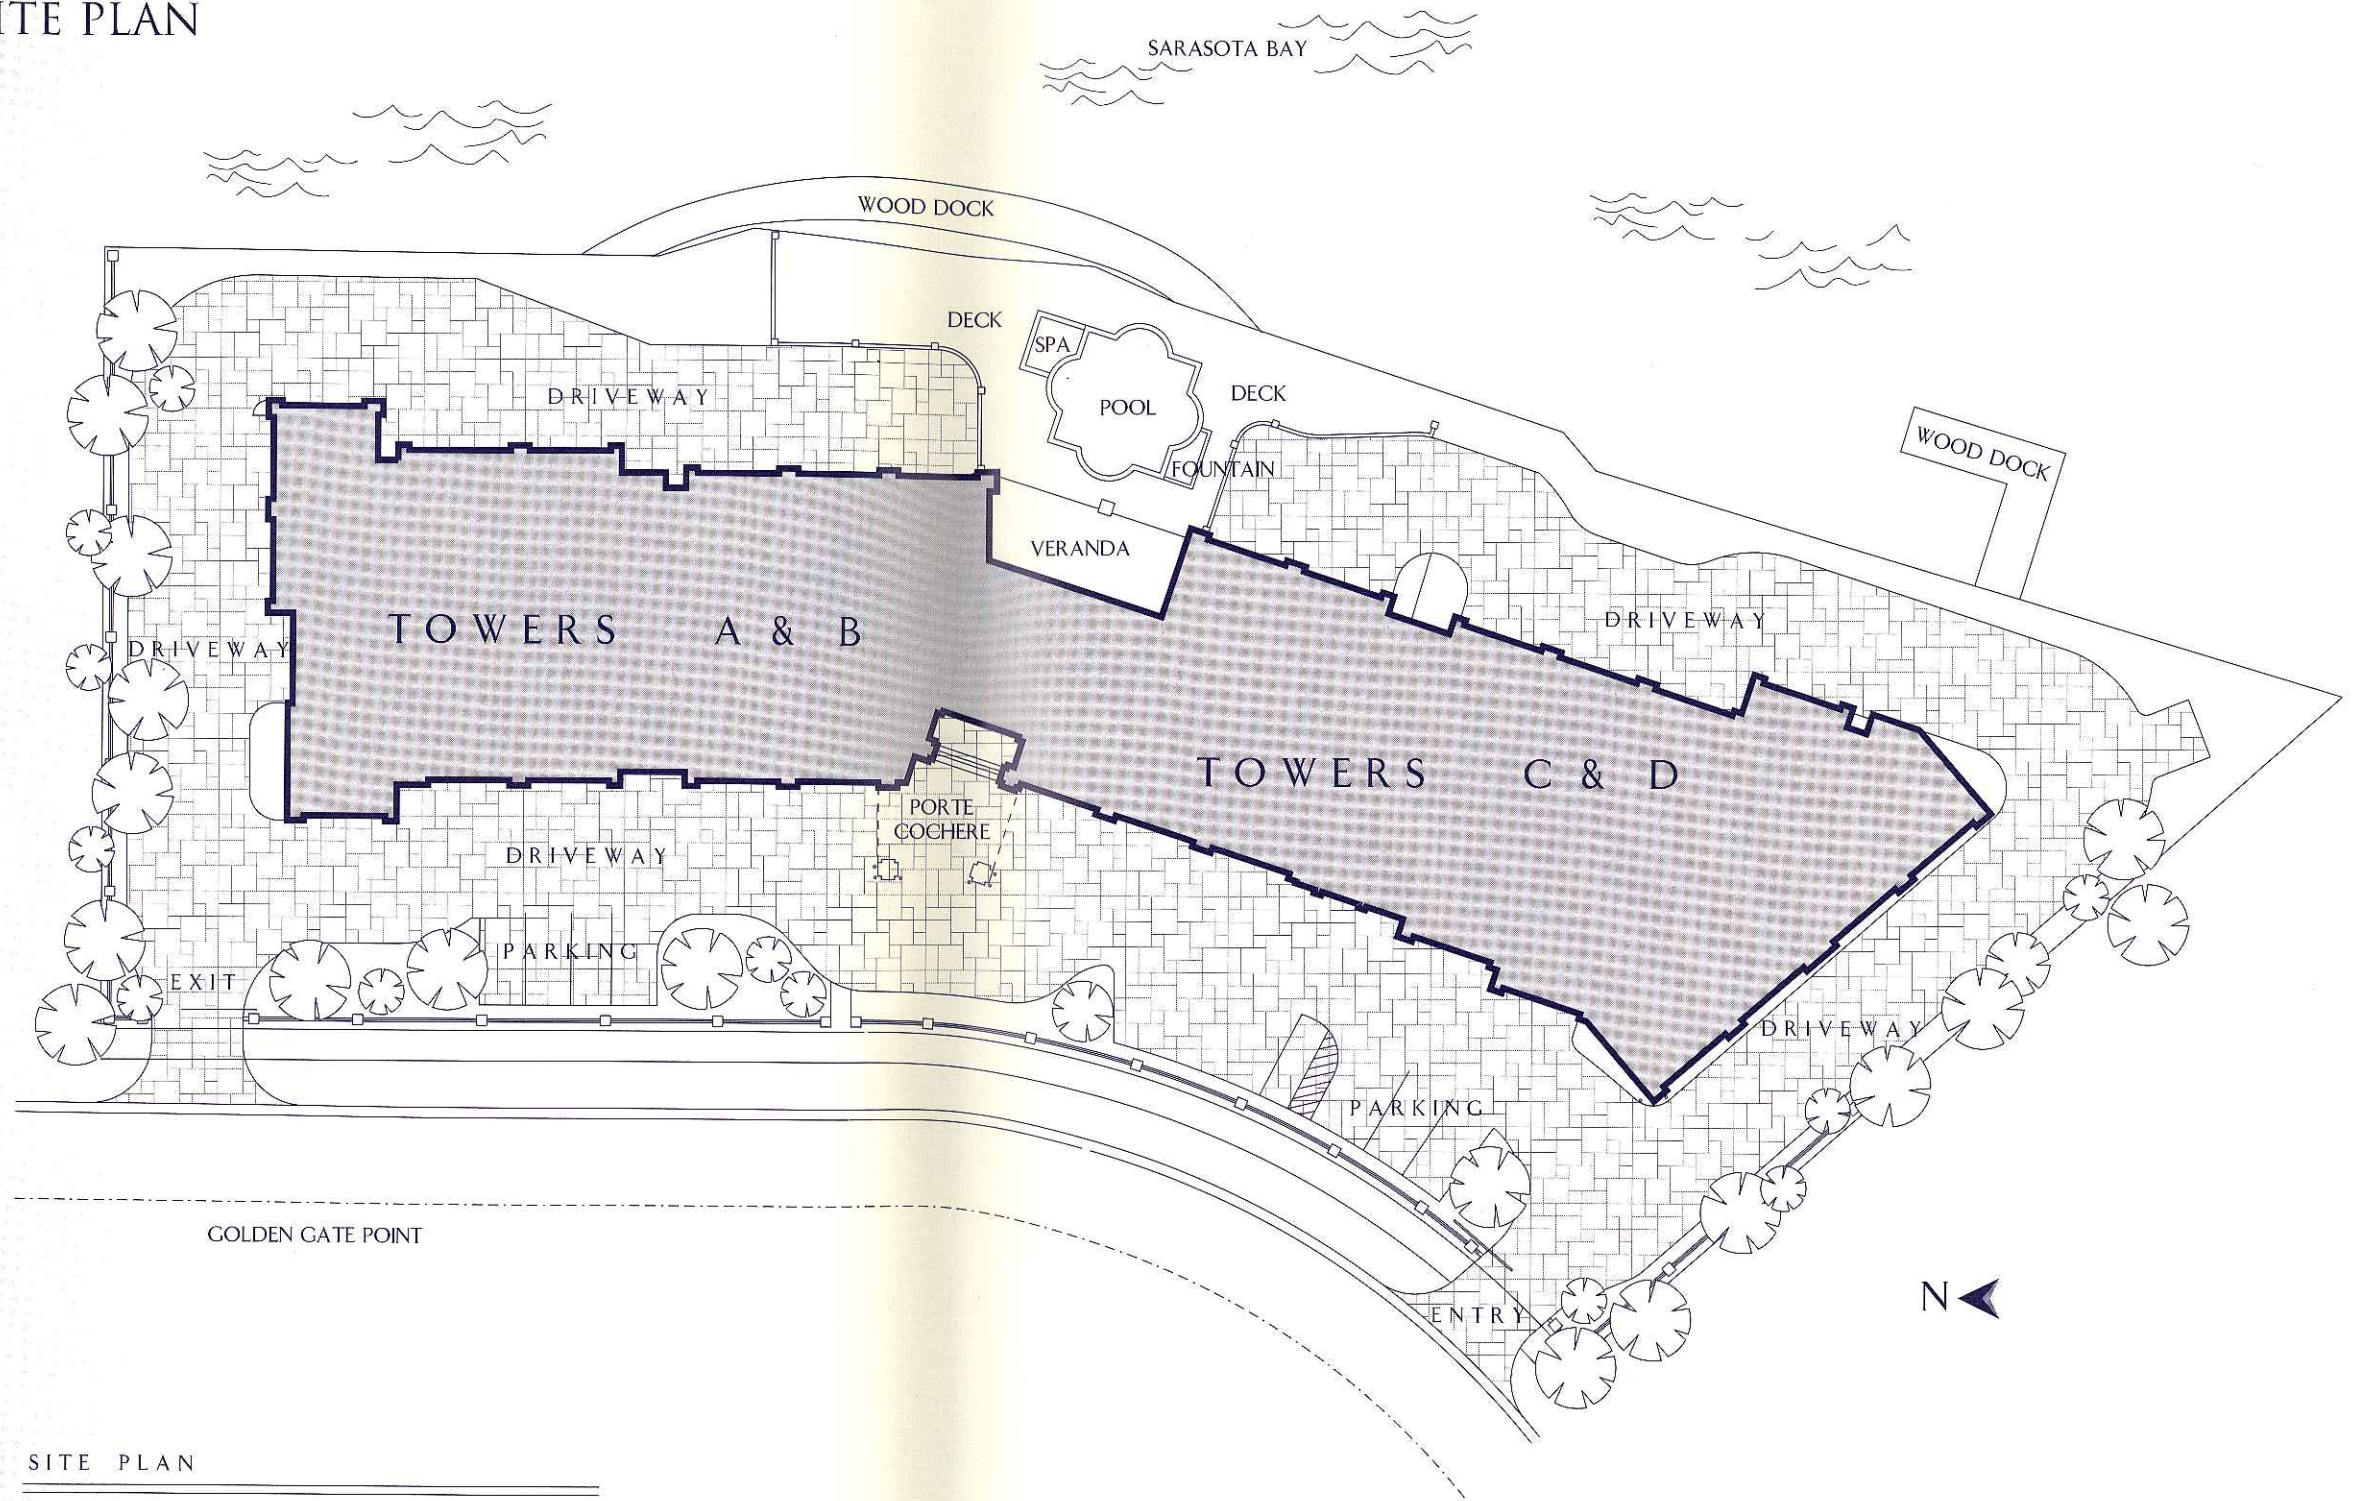 ITE PLAN
SARASOTA BAY
WOOD DOCK
DECK
SPA
POOL
DECK
FOUNTAIN
VERANDA
WOOD DOCK
DRIVEWAY
DRIVEWAY
DRIVEWAY
TOWERS A & B
TOWERS C & D
PORTE
COCHERE
DRIVEWAY
PARKING
EXIT
DRIVEWAY
PARKING
ENTRY
N
GOLDEN GATE POINT
SITE PLAN